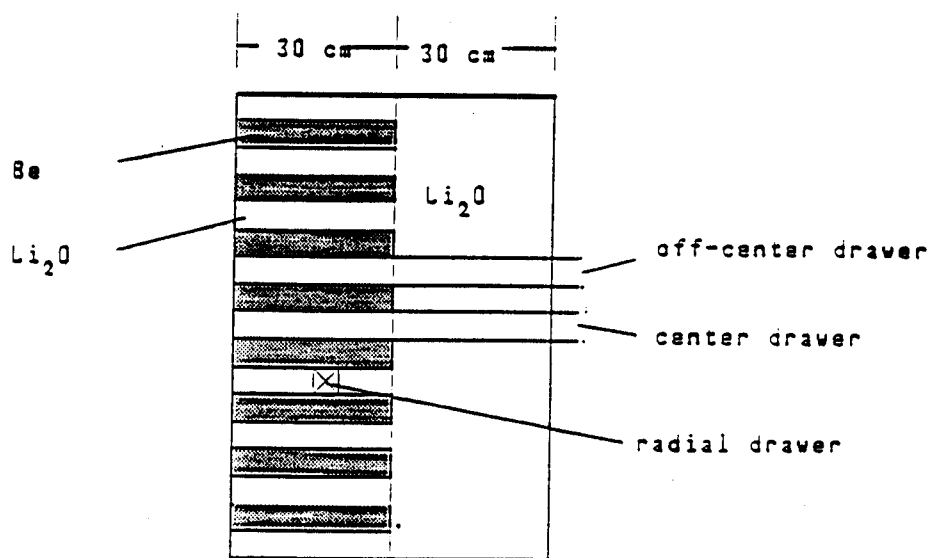 30 cm 30 cm
Be
Li₂O
Li₂O
off-center drawer
center drawer
radial drawer